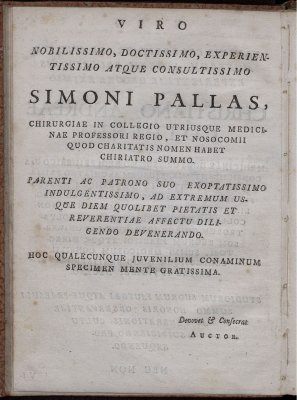 VIRO
NOBILISSIMO, DOCTISSIMO, EXPERIEN-
TISSIMO ATQUE CONSULTISSIMO
SIMONI PALLAS,
CHIRURGIAE IN COLLEGIO UTRIUSQUE MEDICI-
NAE PROFESSORI REGIO, ET NOSOCOMII
QUOD CHARITATIS NOMEN HABET
CHIRIATRO SUMMO.
PARENTI AC PATRONO SUO EXOPTATISSIMO
INDULGENTISSIMO, AD EXTREMUM US-
QUE DIEM QUOLIBET PIETATIS ET
REVERENTIAE AFFECTU DILI-
GENDO DEVENERANDO.
HOC QUALECUNQUE JUVENILIUM CONAMINUM
SPECIMEN MENTE GRATISSIMA.
Devovet & Consecrat
AUCTOR.